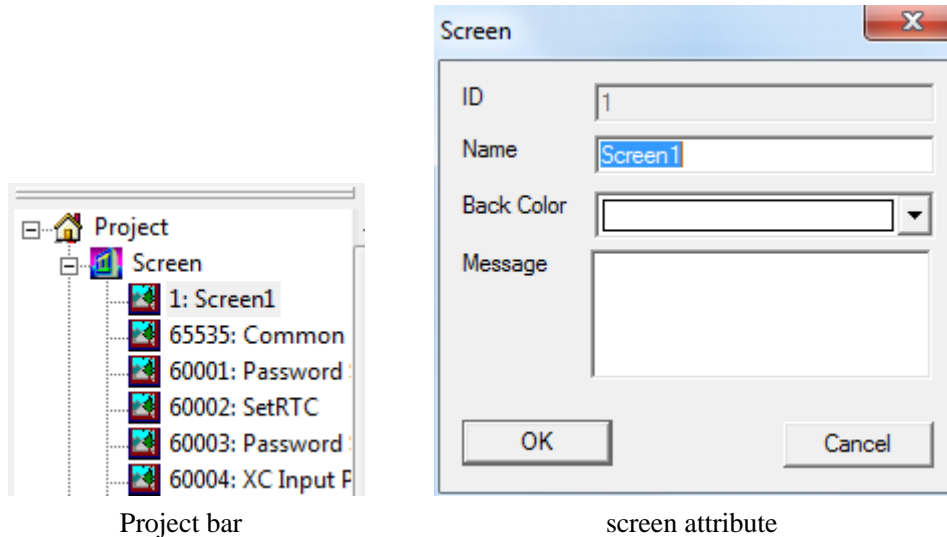 Project
Screen
1: Screen1
65535: Common
60001: Password
60002: SetRTC
60003: Password
60004: XC Input P
Project bar
Screen
ID
1
Name
Screen1
Back Color
Message
OK
Cancel
screen attribute